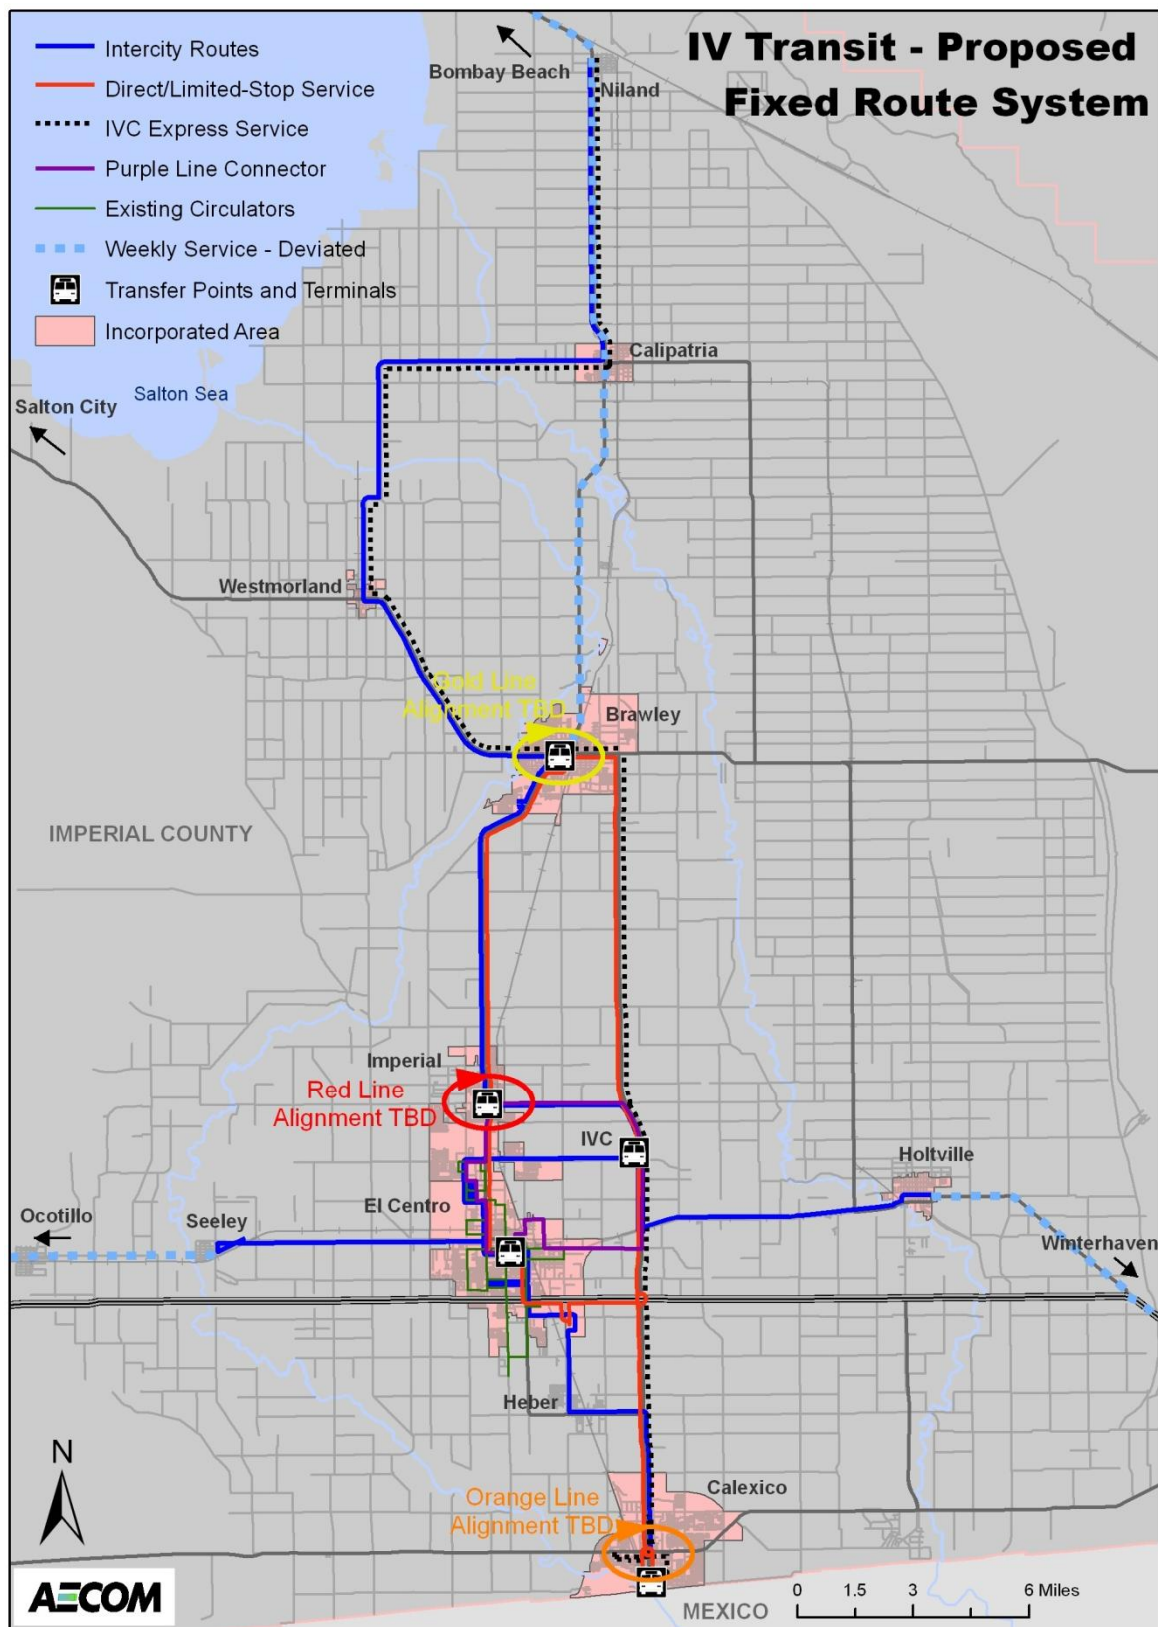 IV Transit - Proposed
Fixed Route System
Intercity Routes
Direct/Limited-Stop Service
IVC Express Service
Purple Line Connector
Existing Circulators
Weekly Service - Deviated
Transfer Points and Terminals
Incorporated Area
Bombay Beach
Niland
Calipatria
Salton Sea
Salton City
Westmorland
Gold Line
Alignment TBD
Brawley
IMPERIAL COUNTY
Imperial
Red Line
Alignment TBD
IVC
Holtville
El Centro
Ocotillo
Seeley
Winterhaven
Heber
N
Calexico
Orange Line
Alignment TBD
AECOM
MEXICO
0 1.5 3 6 Miles